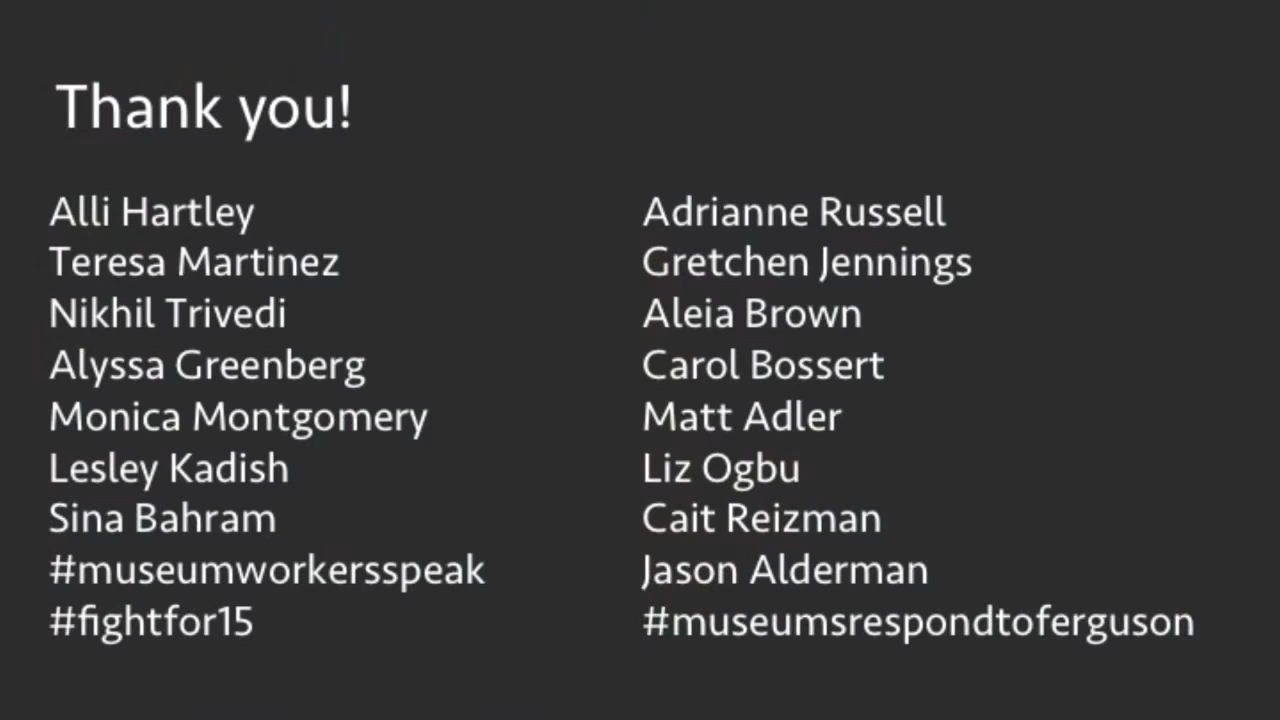 Thank you!
Alli Hartley
Teresa Martinez
Nikhil Trivedi
Alyssa Greenberg
Monica Montgomery
Lesley Kadish
Sina Bahram
#museumworkersspeak
#fightfor15
Adrianne Russell
Gretchen Jennings
Aleia Brown
Carol Bossert
Matt Adler
Liz Ogbu
Cait Reizman
Jason Alderman
#museumsrespondtoferguson